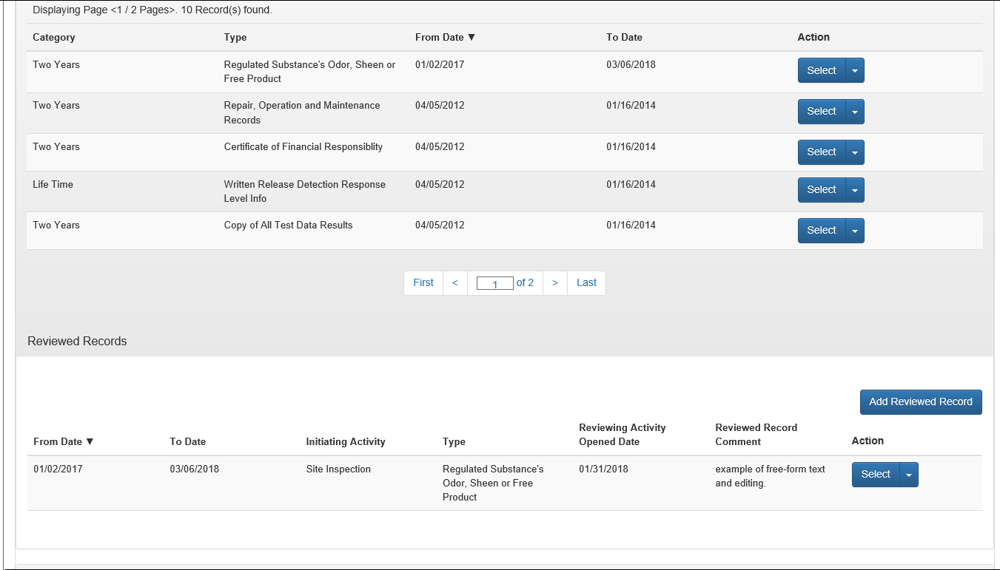 Displaying Page <1 / 2 Pages>. 10 Record(s) found.
Category Type From Date ▼ To Date Action
Two Years Regulated Substance's Odor, Sheen or 01/02/2017 03/06/2018 Select
Free Product
Two Years Repair, Operation and Maintenance 04/05/2012 01/16/2014 Select
Records
Two Years Certificate of Financial Responsiblity 04/05/2012 01/16/2014 Select
Life Time Written Release Detection Response 04/05/2012 01/16/2014 Select
Level Info
Two Years Copy of All Test Data Results 04/05/2012 01/16/2014 Select
First < 1 of 2 > Last
Reviewed Records
Add Reviewed Record
Reviewing Activity Reviewed Record
From Date ▼ To Date Initiating Activity Type Opened Date Comment Action
01/02/2017 03/06/2018 Site Inspection Regulated Substance's 01/31/2018 example of free-form text Select
Odor, Sheen or Free and editing.
Product